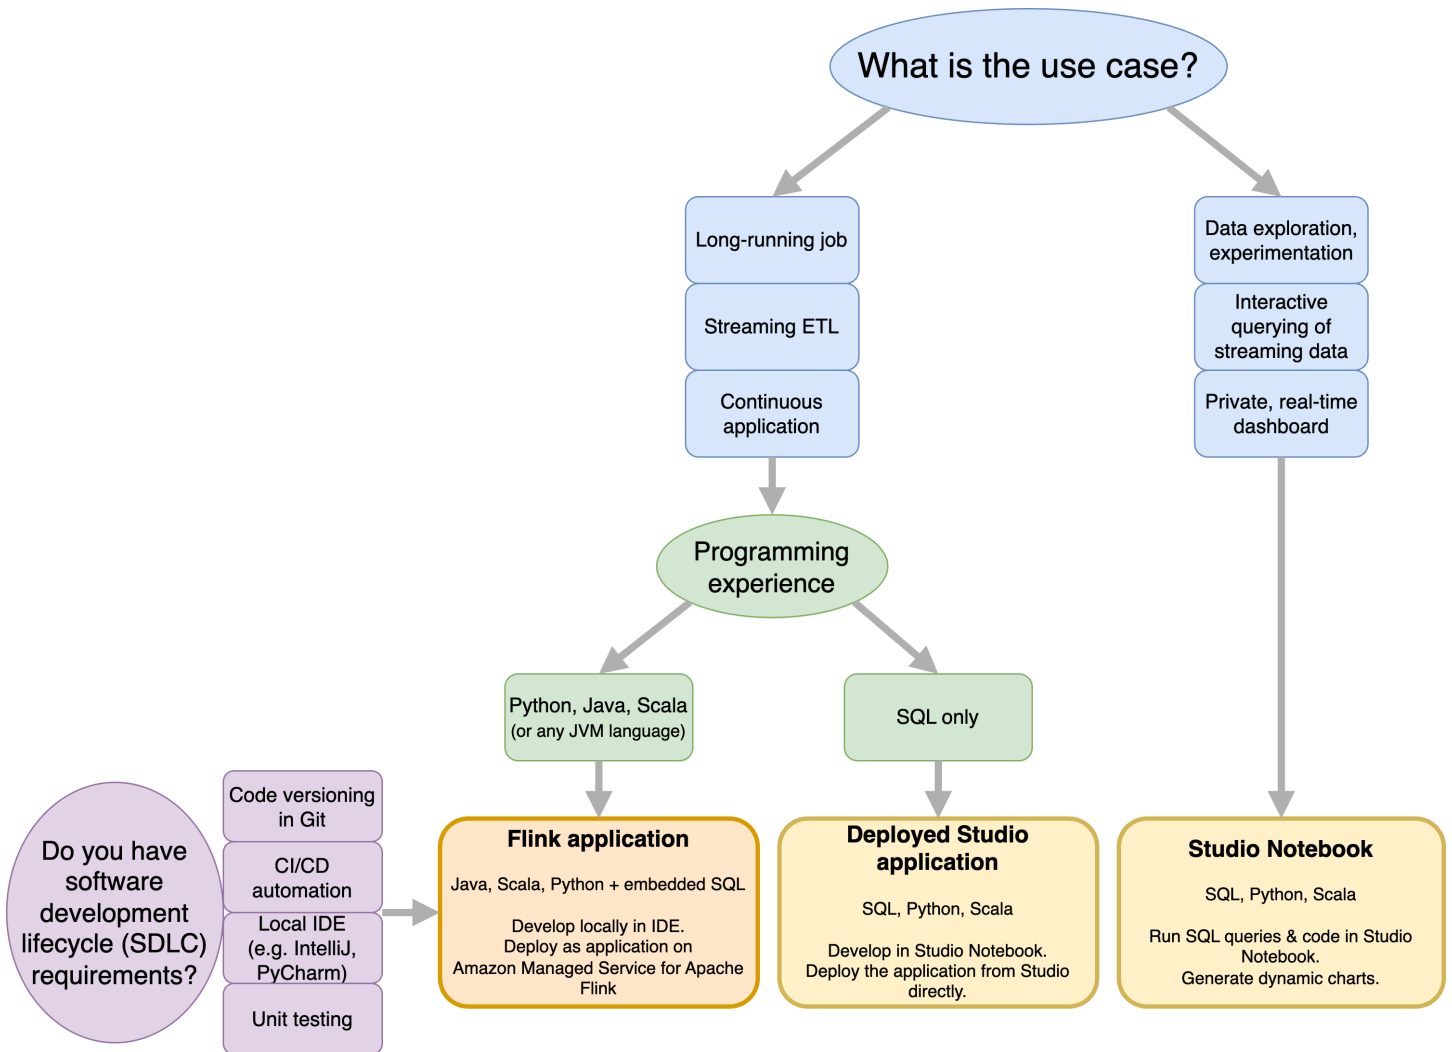 What is the use case?
Long-running job
Streaming ETL
Continuous
application
Data exploration,
experimentation
Interactive
querying of
streaming data
Private, real-time
dashboard
Programming
experience
Python, Java, Scala
(or any JVM language)
SQL only
Do you have
software
development
lifecycle (SDLC)
requirements?
Code versioning
in Git
CI/CD
automation
Local IDE
(e.g. IntelliJ,
PyCharm)
Unit testing
Flink application
Java, Scala, Python + embedded SQL
Develop locally in IDE.
Deploy as application on
Amazon Managed Service for Apache
Flink
Deployed Studio
application
SQL, Python, Scala
Develop in Studio Notebook.
Deploy the application from Studio
directly.
Studio Notebook
SQL, Python, Scala
Run SQL queries & code in Studio
Notebook.
Generate dynamic charts.